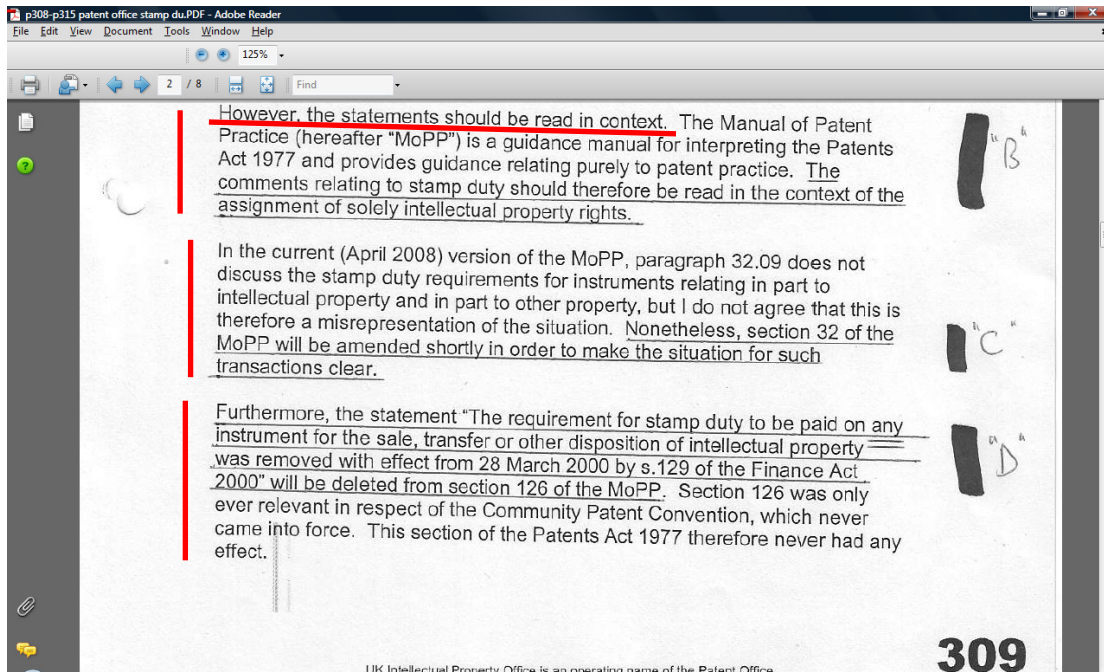 p308-p315 patent office stamp du.PDF - Adobe Reader
File Edit View Document Tools Window Help
125%
2 / 8 Find
However, the statements should be read in context. The Manual of Patent
Practice (hereafter "MoPP") is a guidance manual for interpreting the Patents
Act 1977 and provides guidance relating purely to patent practice. The
comments relating to stamp duty should therefore be read in the context of the
assignment of solely intellectual property rights.
"B"
In the current (April 2008) version of the MoPP, paragraph 32.09 does not
discuss the stamp duty requirements for instruments relating in part to
intellectual property and in part to other property, but I do not agree that this is
therefore a misrepresentation of the situation. Nonetheless, section 32 of the
MoPP will be amended shortly in order to make the situation for such
transactions clear.
"C"
Furthermore, the statement "The requirement for stamp duty to be paid on any
instrument for the sale, transfer or other disposition of intellectual property
was removed with effect from 28 March 2000 by s.129 of the Finance Act
2000" will be deleted from section 126 of the MoPP. Section 126 was only
ever relevant in respect of the Community Patent Convention, which never
came into force. This section of the Patents Act 1977 therefore never had any
effect.
"D"
309
UK Intellectual Property Office is an operating name of the Patent Office